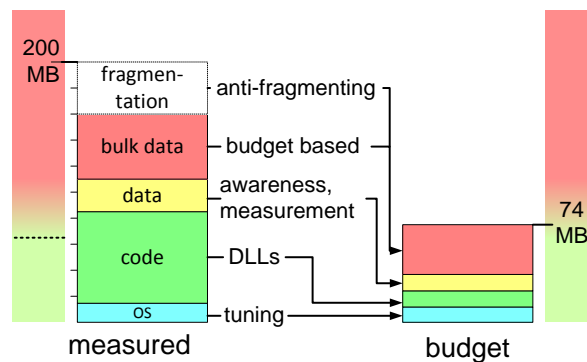 200
MB
fragmen-
tation
anti-fragmenting
bulk data
budget based
data
awareness,
measurement
74
MB
code
DLLs
OS
tuning
measured
budget